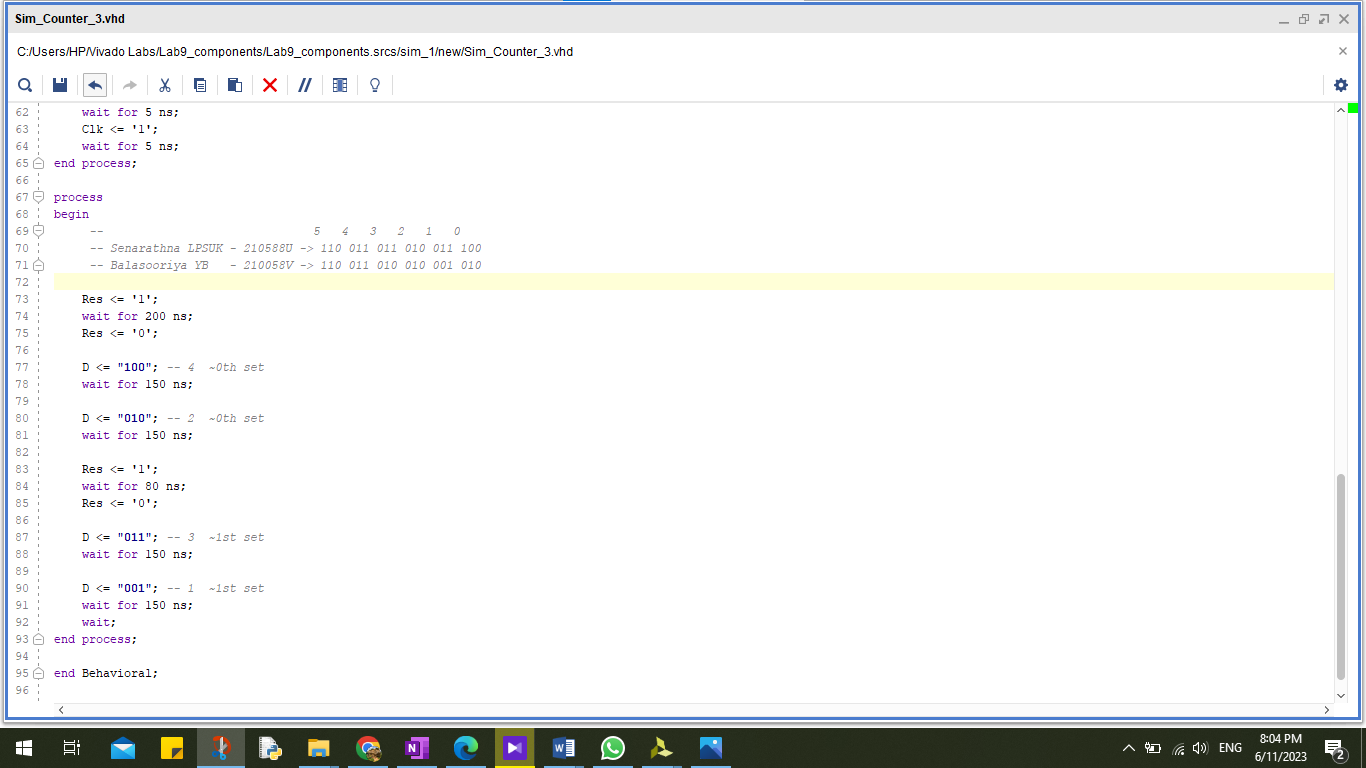 Sim_Counter_3.vhd
C:/Users/HP/Vivado Labs/Lab9_components/Lab9_components.srcs/sim_1/new/Sim_Counter_3.vhd
62 wait for 5 ns;
63 Clk <= '1';
64 wait for 5 ns;
65 end process;
66
67 process
68 begin
69 -- 5 4 3 2 1 0
70 -- Senarathna LPSUK - 210588U -> 110 011 011 010 011 100
71 -- Balasooriya YB - 210058V -> 110 011 010 010 001 010
72
73 Res <= '1';
74 wait for 200 ns;
75 Res <= '0';
76
77 D <= "100"; -- 4 ~0th set
78 wait for 150 ns;
79
80 D <= "010"; -- 2 ~0th set
81 wait for 150 ns;
82
83 Res <= '1';
84 wait for 80 ns;
85 Res <= '0';
86
87 D <= "011"; -- 3 ~1st set
88 wait for 150 ns;
89
90 D <= "001"; -- 1 ~1st set
91 wait for 150 ns;
92 wait;
93 end process;
94
95 end Behavioral;
96
ENG
8:04 PM
6/11/2023
2